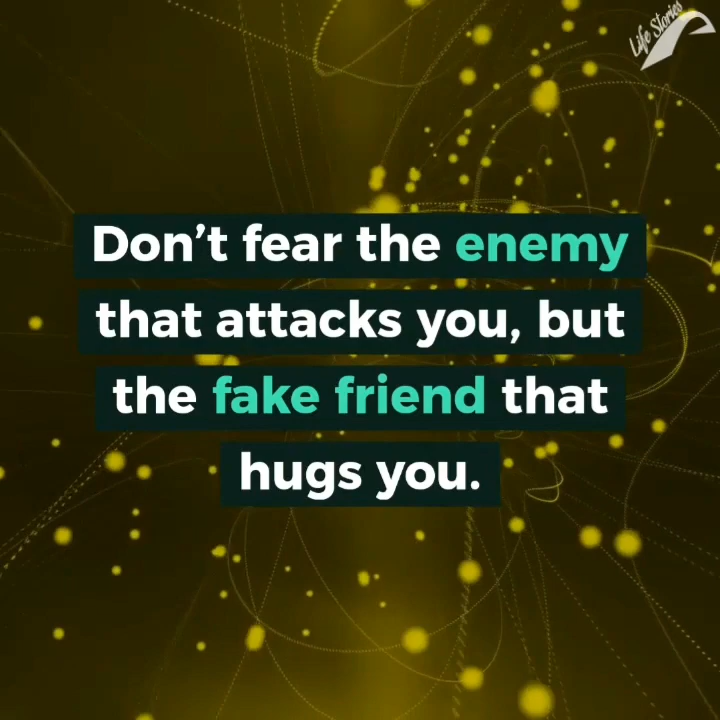 Life Stories
Don’t fear the enemy
that attacks you, but
the fake friend that
hugs you.